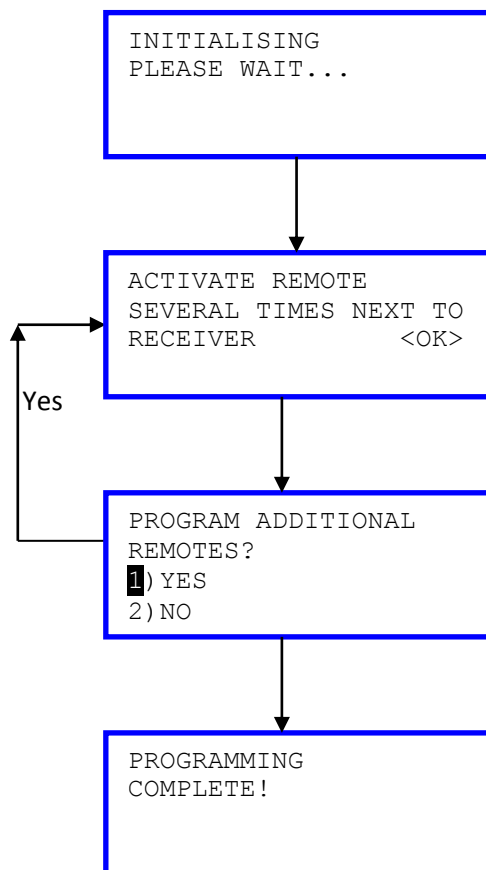 INITIALISING
PLEASE WAIT...
ACTIVATE REMOTE
SEVERAL TIMES NEXT TO
RECEIVER <OK>
Yes
PROGRAM ADDITIONAL
REMOTES?
1)YES
2)NO
PROGRAMMING
COMPLETE!